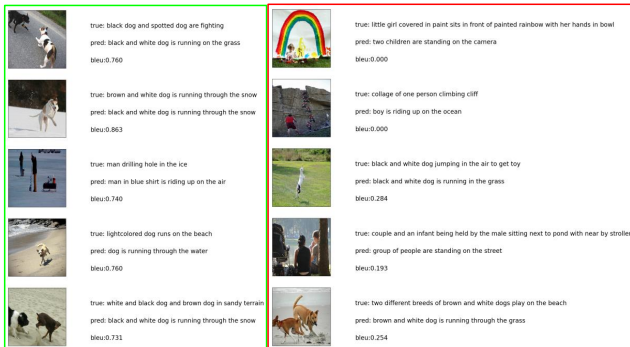 true: black dog and spotted dog are fighting
pred: black and white dog is running on the grass
bleu:0.760
true: brown and white dog is running through the snow
pred: black and white dog is running through the snow
bleu:0.863
true: man drilling hole in the ice
pred: man in blue shirt is riding up on the air
bleu:0.740
true: lightcolored dog runs on the beach
pred: dog is running through the water
bleu:0.760
true: white and black dog and brown dog in sandy terrain
pred: black and white dog is running through the snow
bleu:0.731
true: little girl covered in paint sits in front of painted rainbow with her hands in bowl
pred: two children are standing on the camera
bleu:0.000
true: collage of one person climbing cliff
pred: boy is riding up on the ocean
bleu:0.000
true: black and white dog jumping in the air to get toy
pred: black and white dog is running in the grass
bleu:0.284
true: couple and an infant being held by the male sitting next to pond with near by stroller
pred: group of people are standing on the street
bleu:0.193
true: two different breeds of brown and white dogs play on the beach
pred: brown and white dog is running through the grass
bleu:0.254